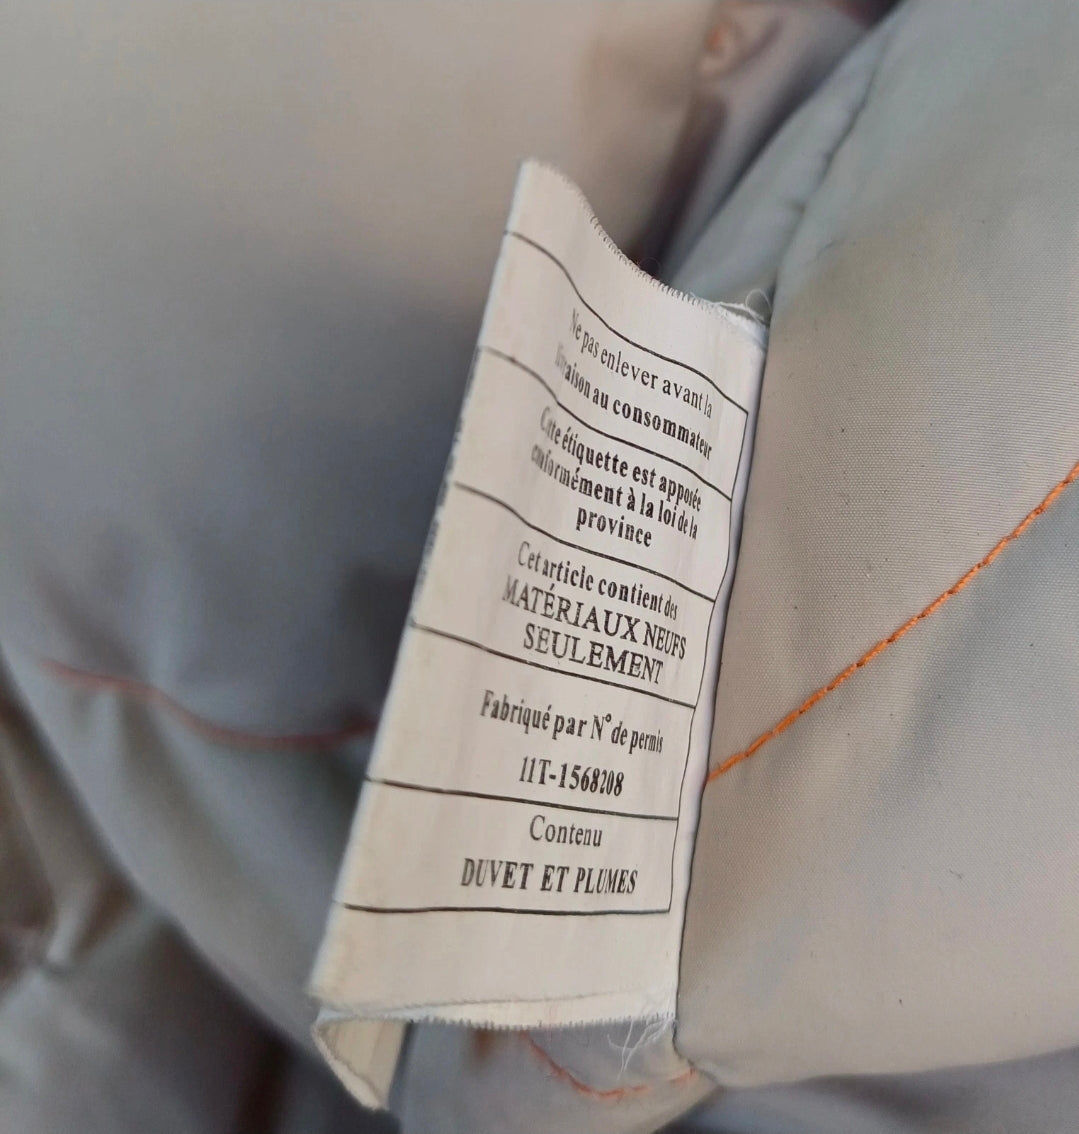 Ne pas enlever avant la
livraison au consommateur
Cette étiquette est apposée
conformément à la loi de la
province
Cet article contient des
MATÉRIAUX NEUFS
SEULEMENT
Fabriqué par N° de permis
11T-1568208
Contenu
DUVET ET PLUMES